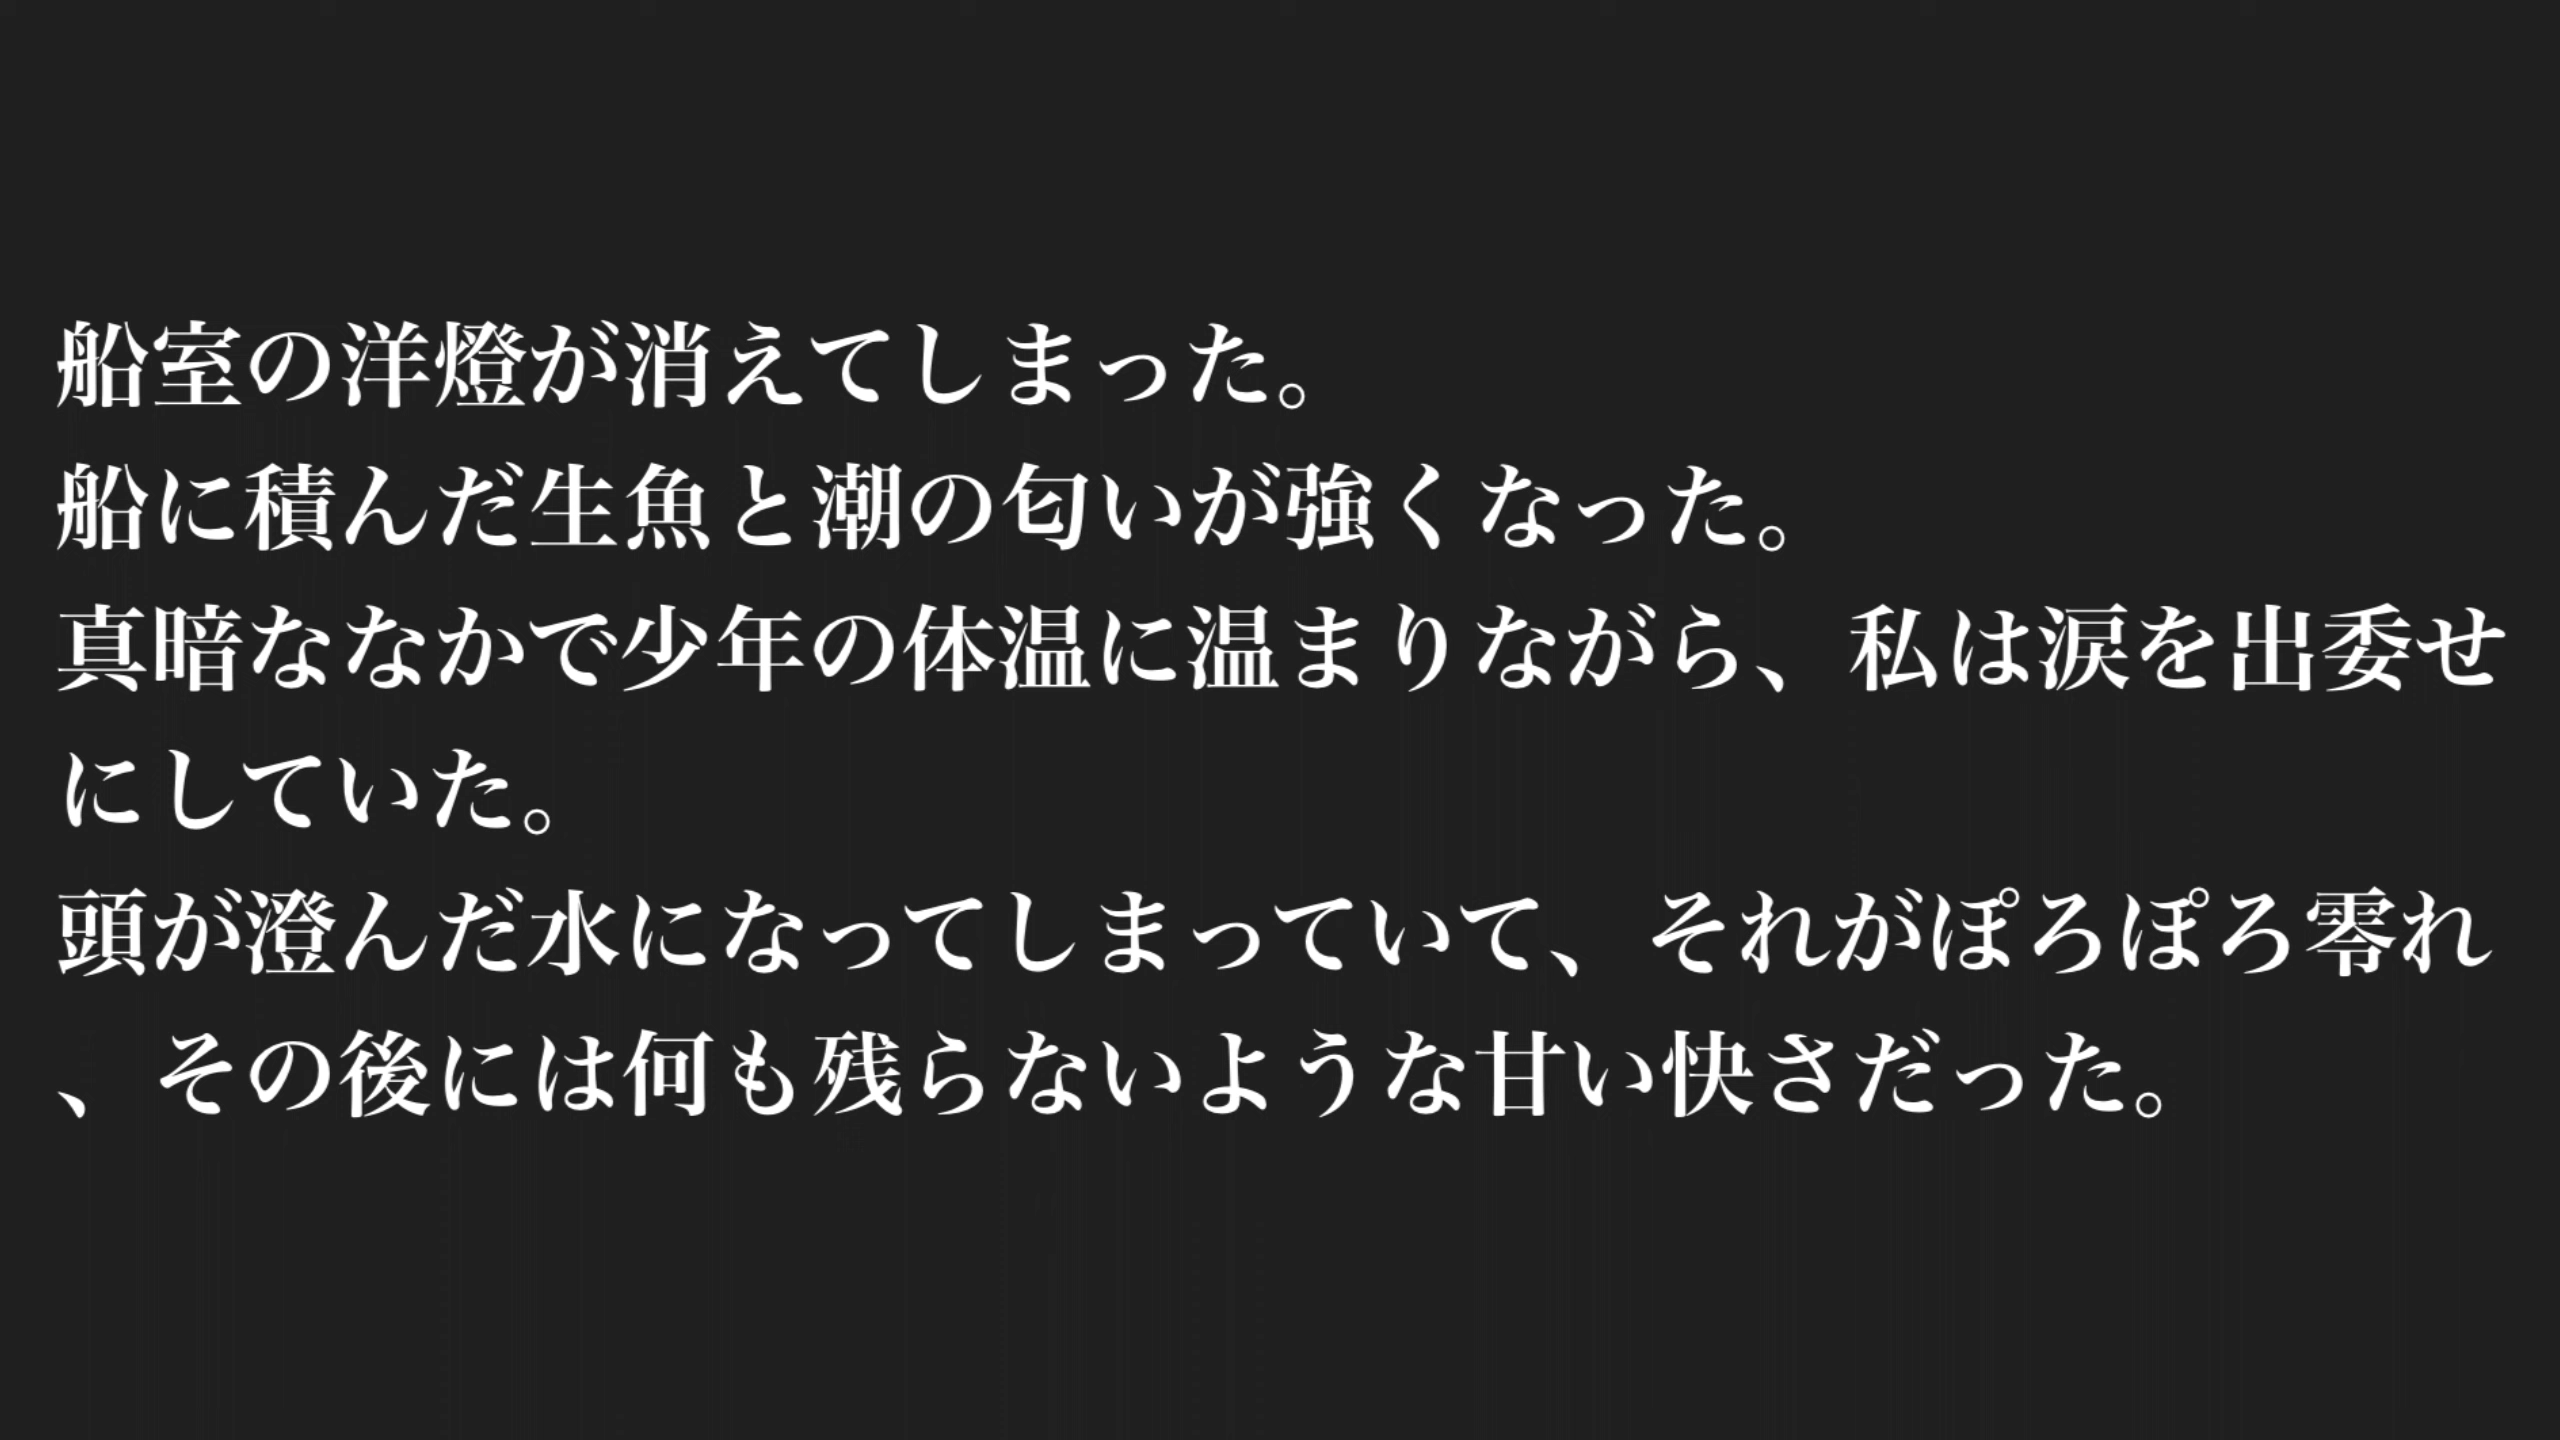 船室の洋燈が消えてしまった。
船に積んだ生魚と潮の匂いが強くなった。
真暗ななかで少年の体温に温まりながら、私は涙を出委せ
にしていた。
頭が澄んだ水になってしまっていて、それがぽろぽろ零れ
、その後には何も残らないような甘い快さだった。